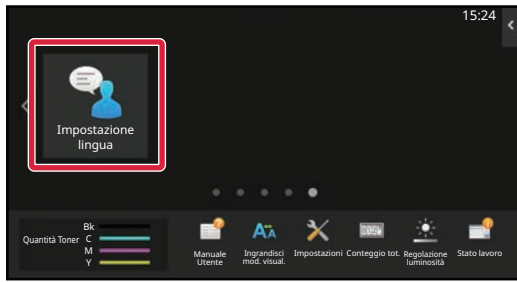 15:24
Impostazione
lingua
Quantità Toner
Bk
C
M
Y
Manuale
Utente
Ingrandisci
mod. visual.
Impostazioni
Conteggio tot.
Regolazione
luminosità
Stato lavoro